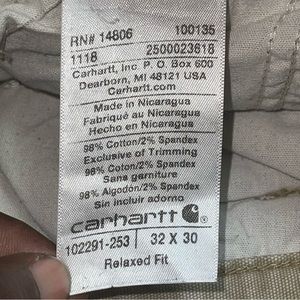 RN# 14806 100135
1118 2500023618
Carhartt, Inc P. O. Box 600
Dearborn, MI 48121 USA
Carhartt.com
Made in Nicaragua
Fabriqué au Nicaragua
Hecho en Nicaragua
98% Cotton/2% Spandex
Exclusive of Trimming
98% Cotton/2% Spandex
Sans garniture
98% Algodón/2% Spandex
Sin incluir adornos
carhartt
102291-253 32 X 30
Relaxed Fit